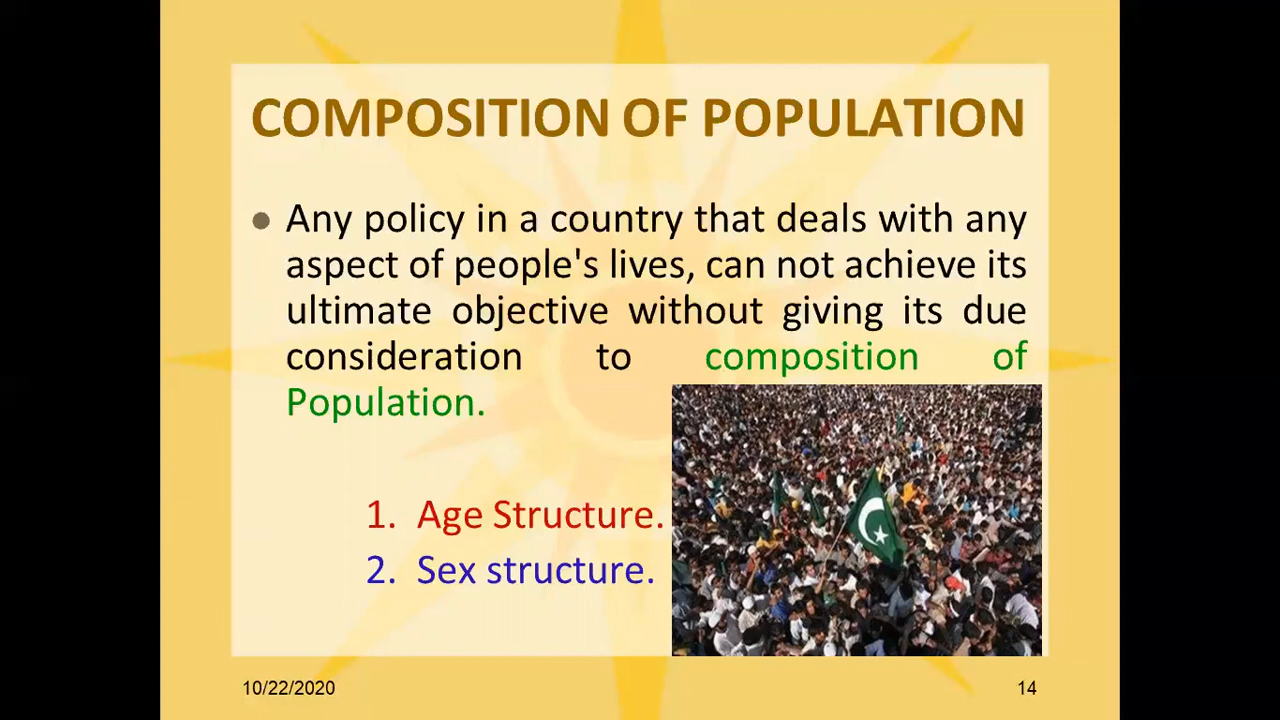 COMPOSITION OF POPULATION
Any policy in a country that deals with any
aspect of people's lives, can not achieve its
ultimate objective without giving its due
consideration to composition of
Population.
1. Age Structure.
2. Sex structure.
10/22/2020
14